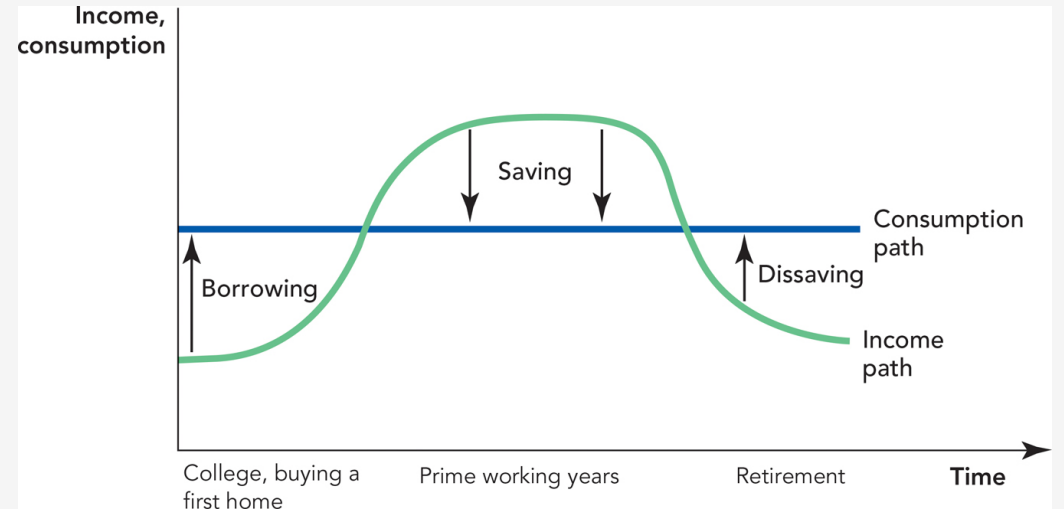 Income,
consumption
Saving
Consumption
path
Borrowing
Dissaving
Income
path
College, buying a
first home
Prime working years
Retirement
Time